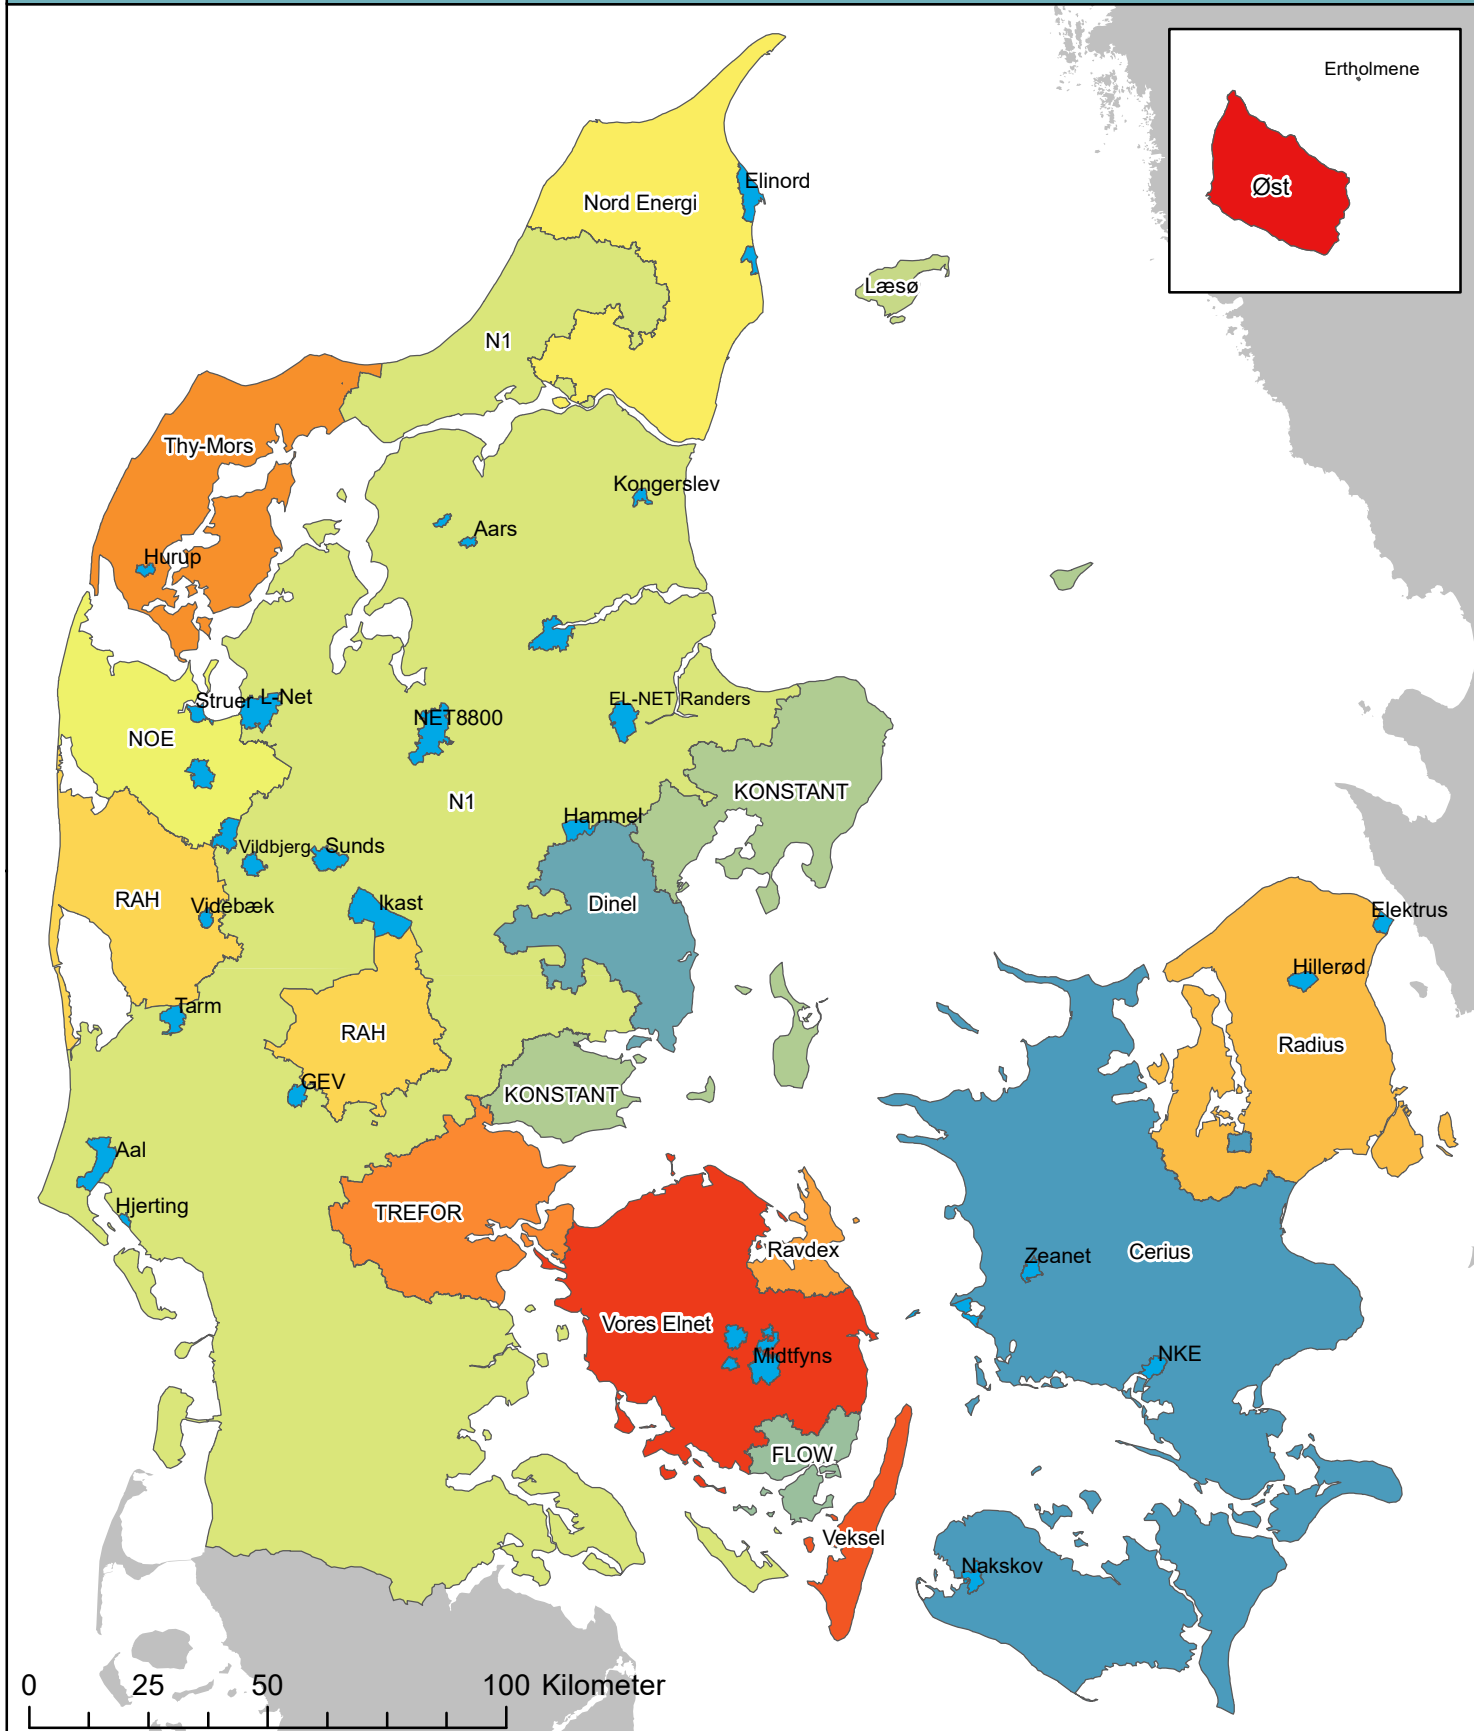 Ertholmene
Øst
Elinord
Nord Energi
Læsø
N1
Thy-Mors
Kongerslev
Aars
Hurup
Struer
L-Net
EL-NET Randers
NET8800
NOE
KONSTANT
N1
Hammel
Vildbjerg
Sunds
RAH
Videbæk
Ikast
Dinel
Elektrus
Hillerød
Tarm
RAH
Radius
GEV
KONSTANT
Aal
Hjerting
TREFOR
Ravdex
Zeanet
Cerius
Vores Elnet
Midtfyns
NKE
FLOW
Veksel
Nakskov
0 25 50 100 Kilometer